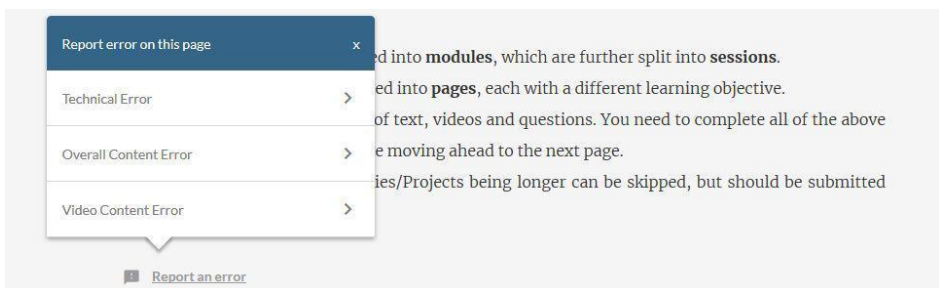 Report error on this page x
Technical Error
Overall Content Error
Video Content Error
ed into modules, which are further split into sessions.
ed into pages, each with a different learning objective.
of text, videos and questions. You need to complete all of the above
e moving ahead to the next page.
ies/Projects being longer can be skipped, but should be submitted
Report an error